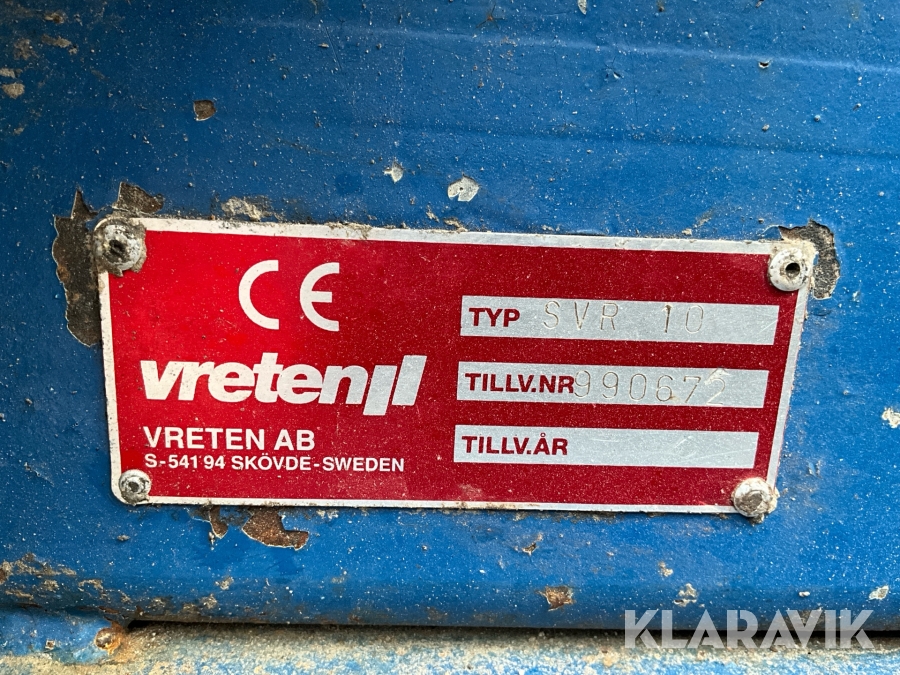 CE
vreten
VRETEN AB
S-541 94 SKÖVDE-SWEDEN
TYP SVR 10
TILLV.NR 990672
TILLV.ÅR
KLARAVIK